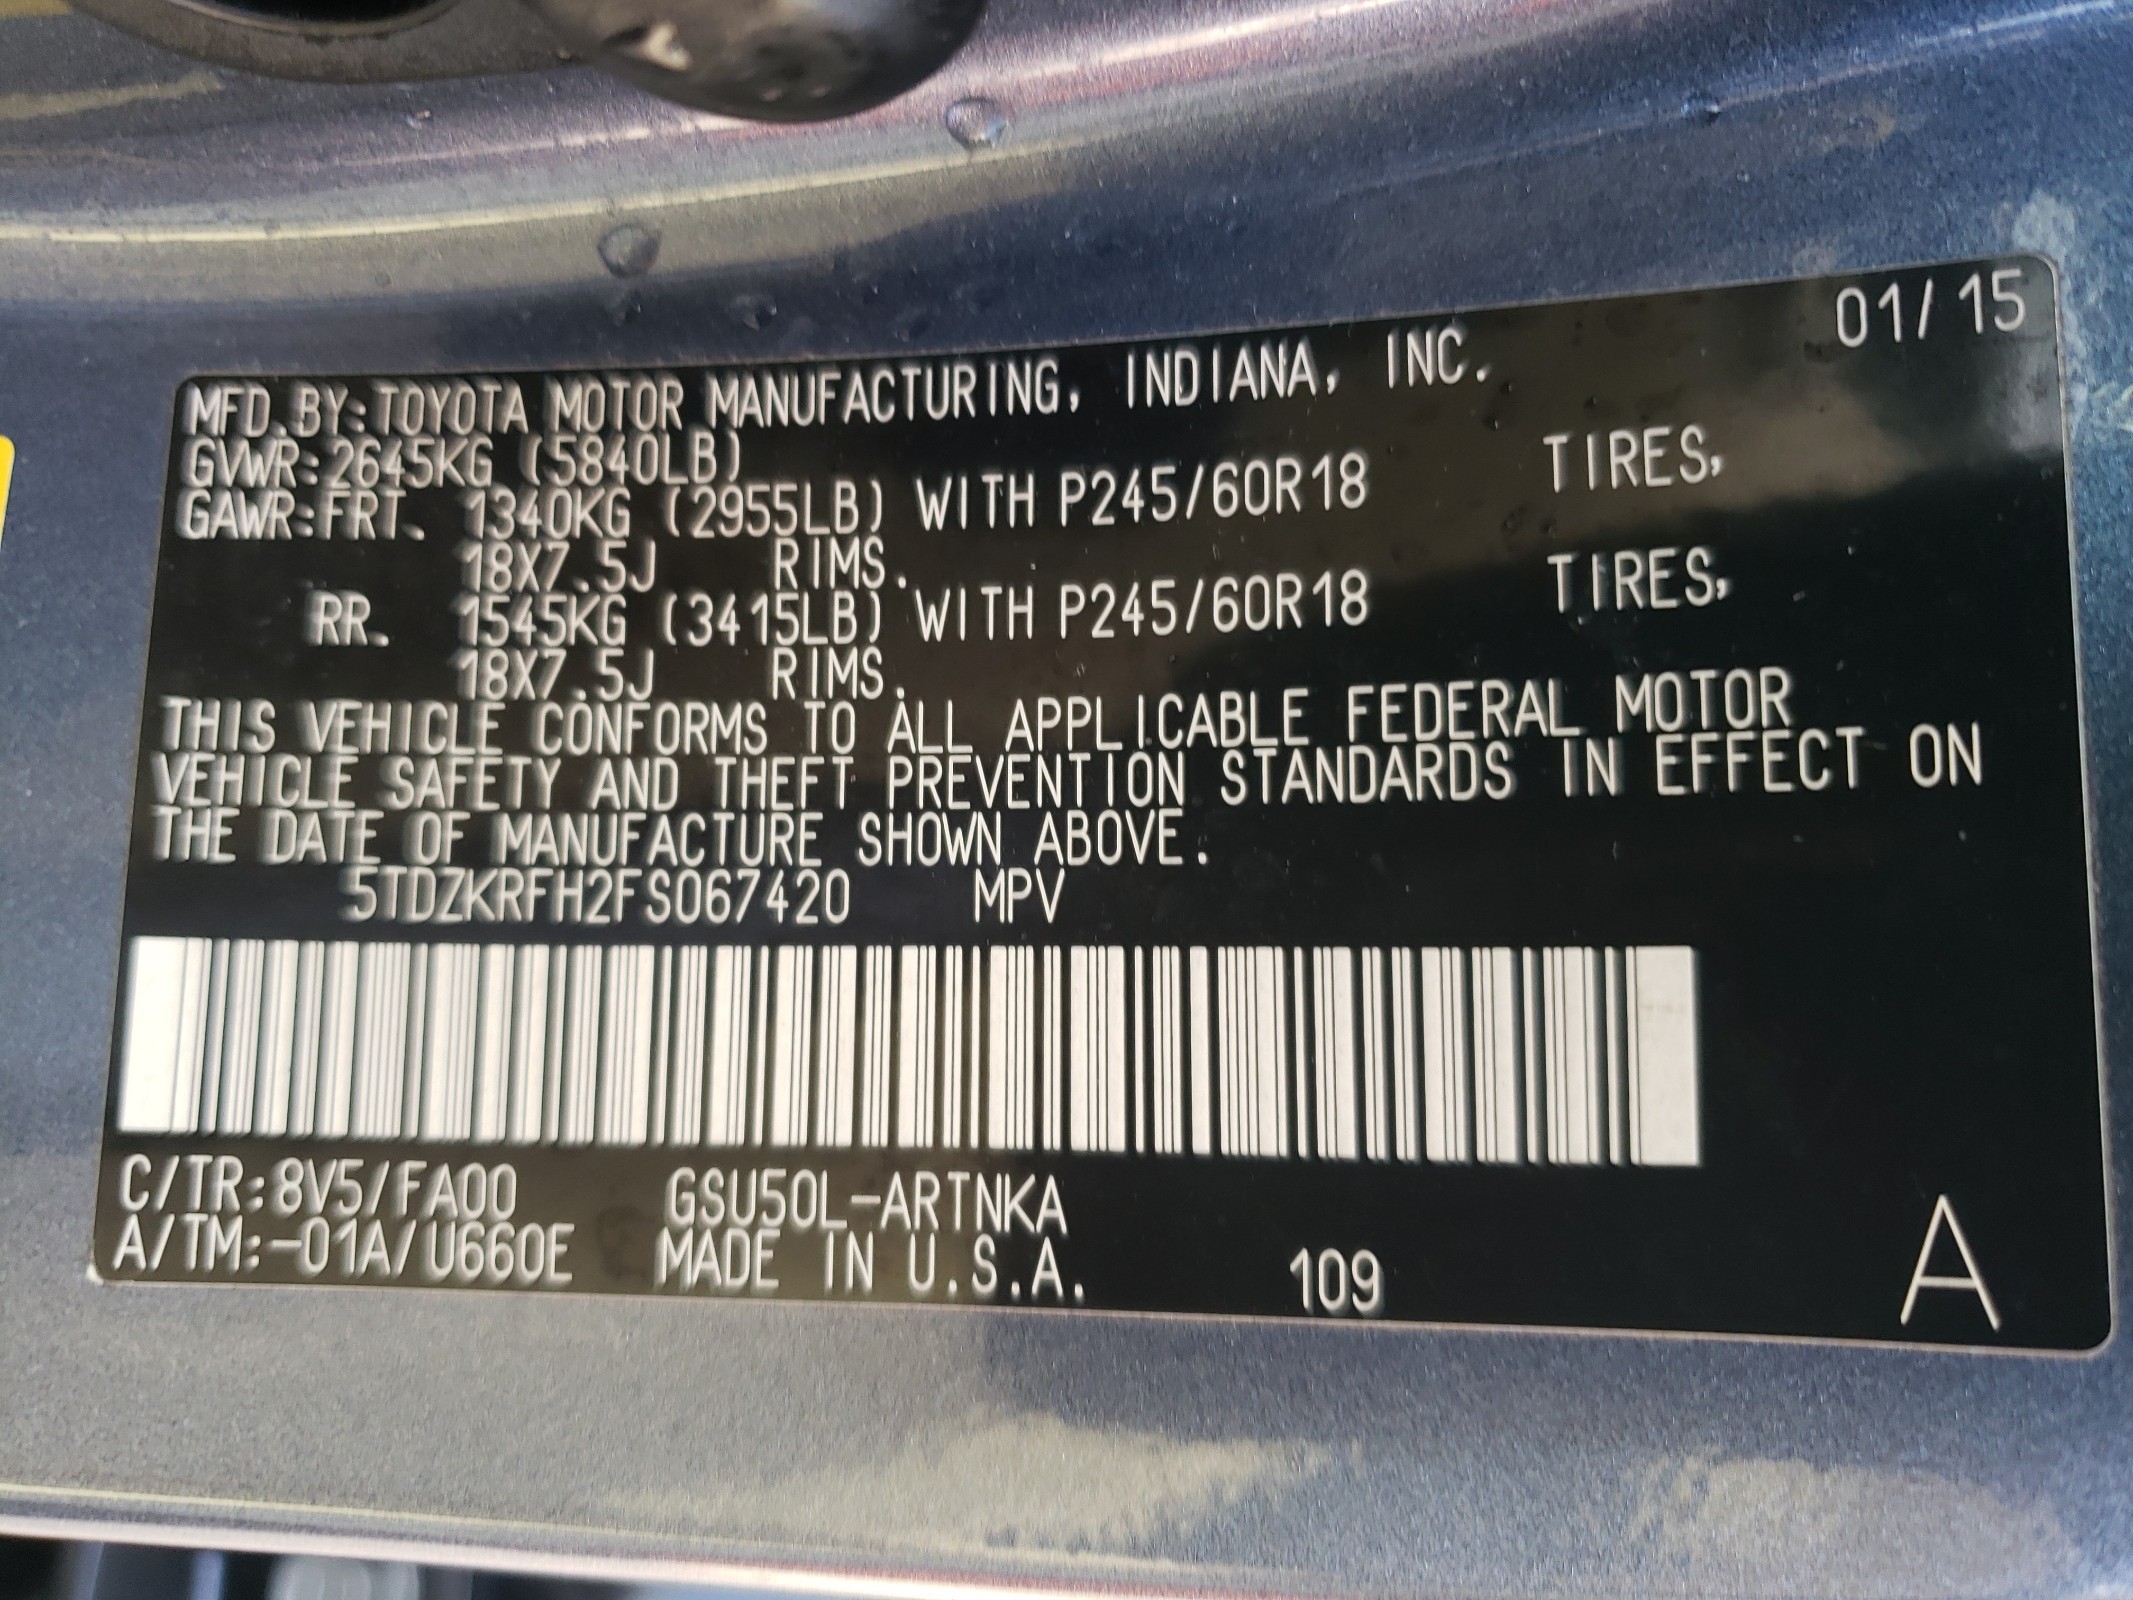 01/15
MFD.BY:TOYOTA MOTOR MANUFACTURING, INDIANA, INC.
GVWR:2645KG (5840LB)
GAWR:FRT. 1340KG (2955LB) WITH P245/60R18 TIRES,
18X7.5J RIMS.
RR. 1545KG (3415LB) WITH P245/60R18 TIRES,
18X7.5J RIMS.
THIS VEHICLE CONFORMS TO ALL APPLICABLE FEDERAL MOTOR
VEHICLE SAFETY AND THEFT PREVENTION STANDARDS IN EFFECT ON
THE DATE OF MANUFACTURE SHOWN ABOVE.
5TDZKRFH2FS067420 MPV
C/TR:8V5/FA00 GSU50L-ARTNKA
A/TM:-01A/U660E MADE IN U.S.A. 109 A